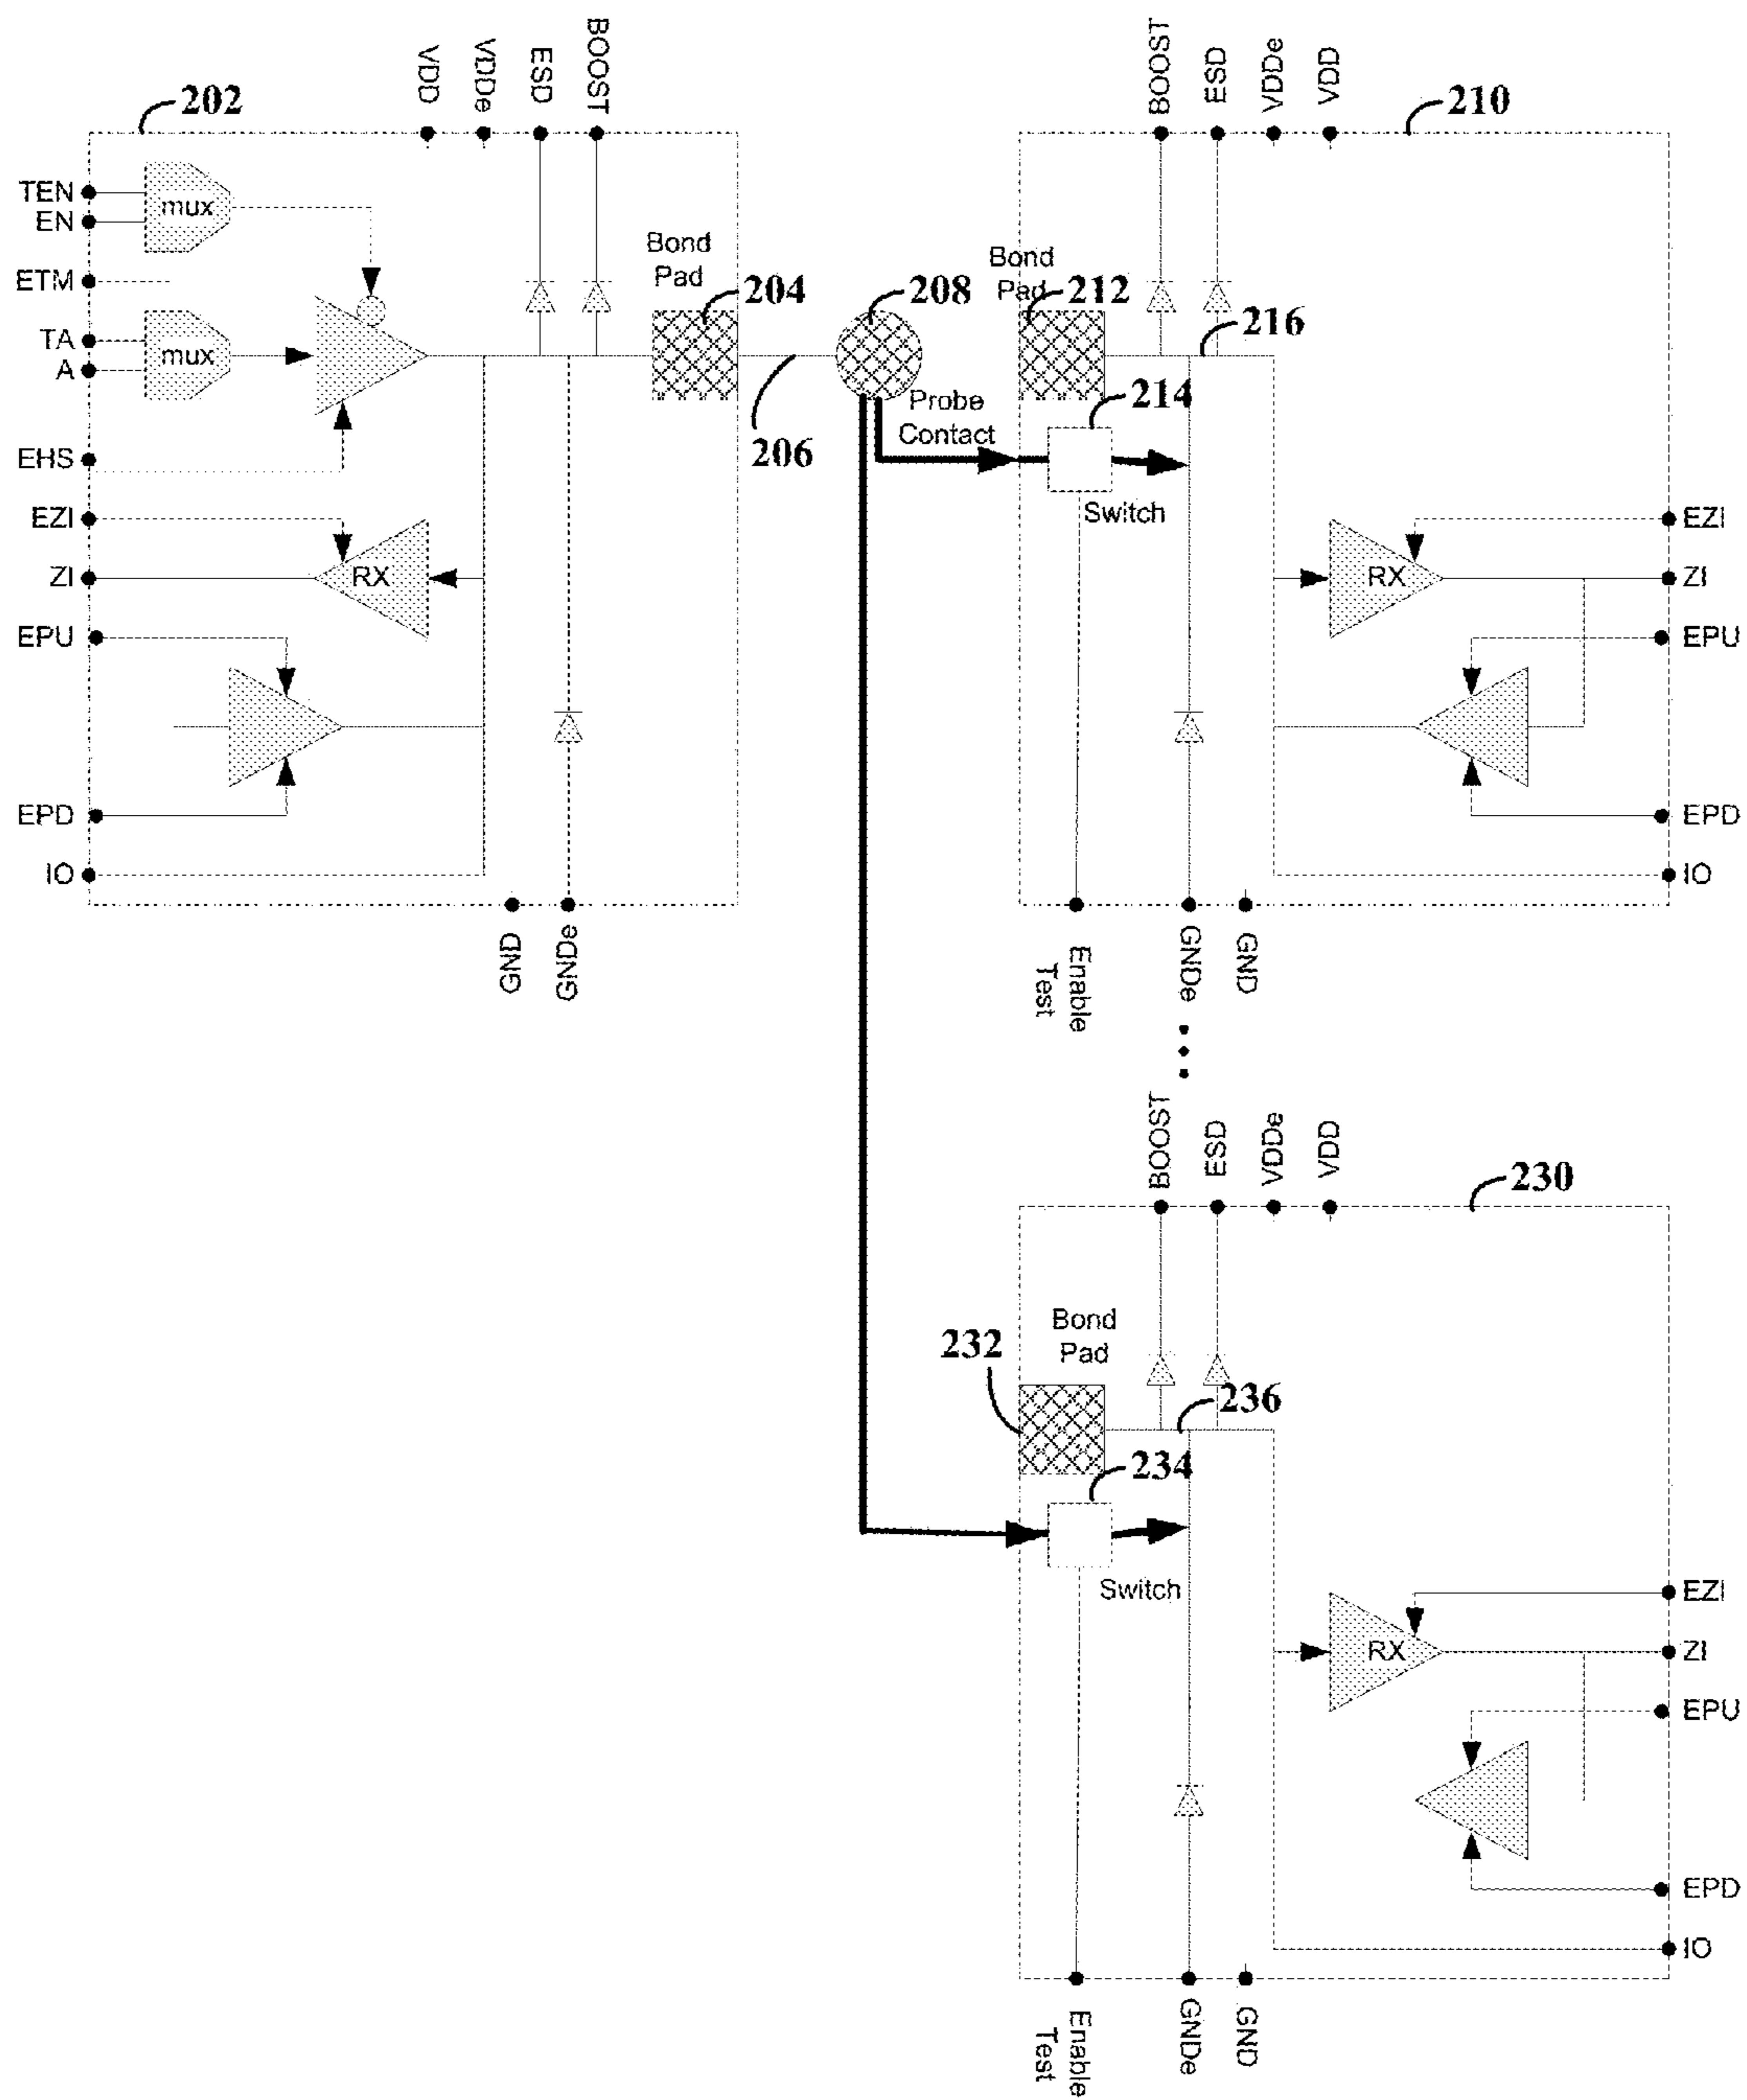 VDD
VDDe
ESD
BOOST
BOOST
ESD
VDDe
VDD
202
210
TEN
EN
mux
ETM
TA
A
mux
Bond
Pad
204
208
Bond
Pad
212
216
206
Probe
Contact
214
Switch
EHS
EZI
ZI
RX
EPU
EPD
IO
GND
GNDe
RX
EZI
ZI
EPU
EPD
IO
Enable
Test
GNDe
GND
BOOST
ESD
VDDe
VDD
230
Bond
Pad
232
236
234
Switch
RX
EZI
ZI
EPU
EPD
IO
Enable
Test
GNDe
GND